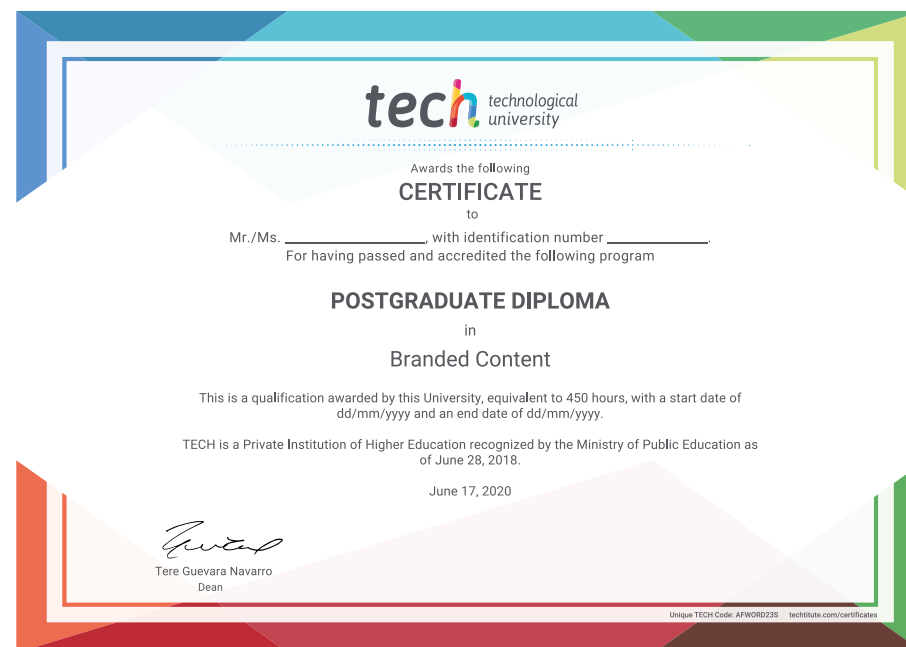 tech technological
university
Awards the following
CERTIFICATE
to
Mr./Ms. ____________________, with identification number ______________.
For having passed and accredited the following program
POSTGRADUATE DIPLOMA
in
Branded Content
This is a qualification awarded by this University, equivalent to 450 hours, with a start date of
dd/mm/yyyy and an end date of dd/mm/yyyy.
TECH is a Private Institution of Higher Education recognized by the Ministry of Public Education as
of June 28, 2018.
June 17, 2020
Tere Guevara Navarro
Dean
Unique TECH Code: AFWORD23S techtitute.com/certificates